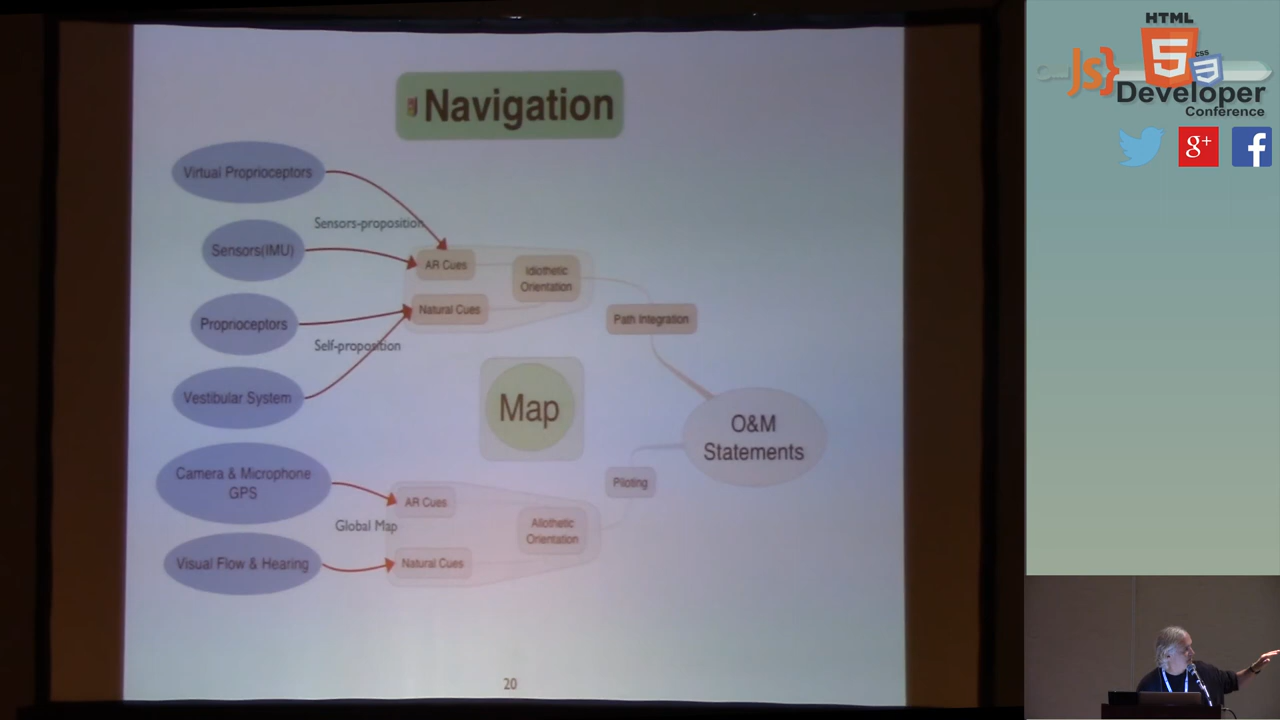 Navigation
Virtual Proprioceptors
Sensors-proposition
Sensors(IMU)
AR Cues
Idiothetic
Orientation
Natural Cues
Path Integration
Proprioceptors
Self-proposition
Vestibular System
Map
O&M
Statements
Camera & Microphone
GPS
AR Cues
Piloting
Global Map
Allothetic
Orientation
Visual Flow & Hearing
Natural Cues
20
HTML
JS}
5
CSS
3
Developer
Conference
g+
f